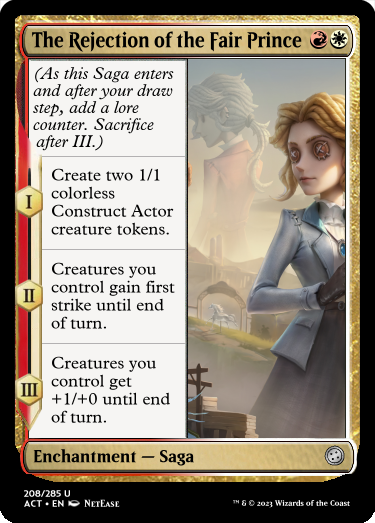 The Rejection of the Fair Prince
(As this Saga enters
and after your draw
step, add a lore
counter. Sacrifice
after III.)
I
Create two 1/1
colorless
Construct Actor
creature tokens.
II
Creatures you
control gain first
strike until end
of turn.
III
Creatures you
control get
+1/+0 until end
of turn.
Enchantment — Saga
208/285 U
ACT • EN NetEase
™ & © 2023 Wizards of the Coast